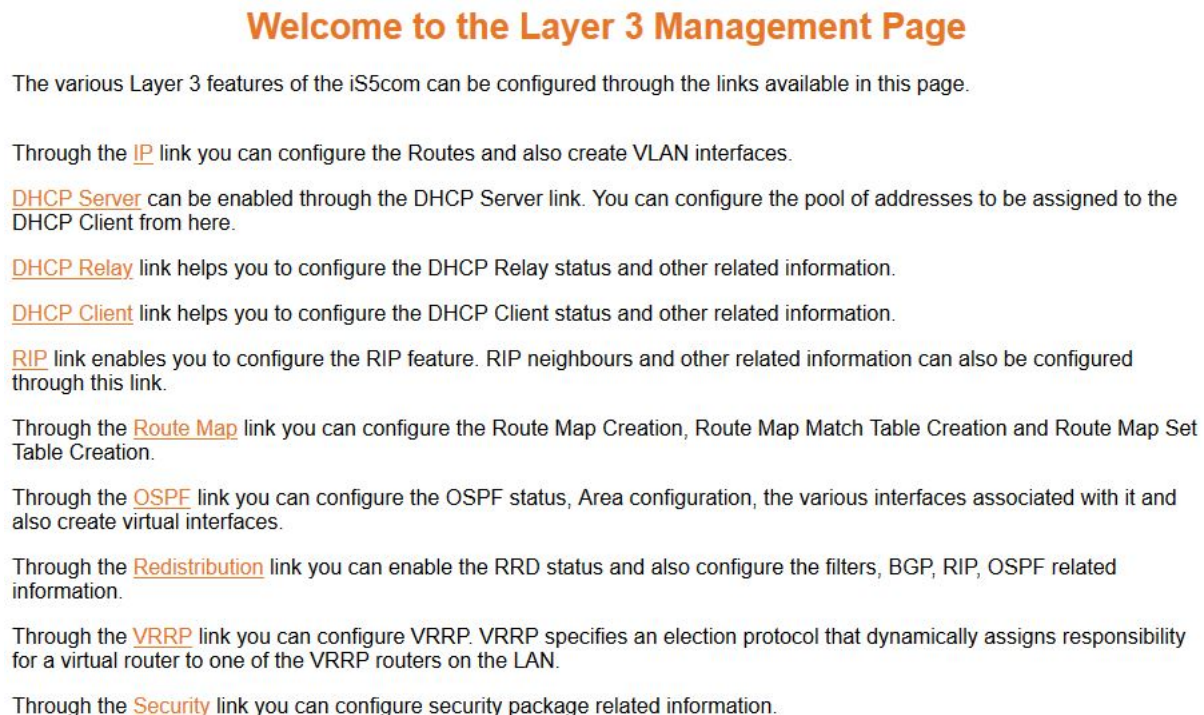 Welcome to the Layer 3 Management Page
The various Layer 3 features of the iS5com can be configured through the links available in this page.
Through the IP link you can configure the Routes and also create VLAN interfaces.
DHCP Server can be enabled through the DHCP Server link. You can configure the pool of addresses to be assigned to the
DHCP Client from here.
DHCP Relay link helps you to configure the DHCP Relay status and other related information.
DHCP Client link helps you to configure the DHCP Client status and other related information.
RIP link enables you to configure the RIP feature. RIP neighbours and other related information can also be configured
through this link.
Through the Route Map link you can configure the Route Map Creation, Route Map Match Table Creation and Route Map Set
Table Creation.
Through the OSPF link you can configure the OSPF status, Area configuration, the various interfaces associated with it and
also create virtual interfaces.
Through the Redistribution link you can enable the RRD status and also configure the filters, BGP, RIP, OSPF related
information.
Through the VRRP link you can configure VRRP. VRRP specifies an election protocol that dynamically assigns responsibility
for a virtual router to one of the VRRP routers on the LAN.
Through the Security link you can configure security package related information.